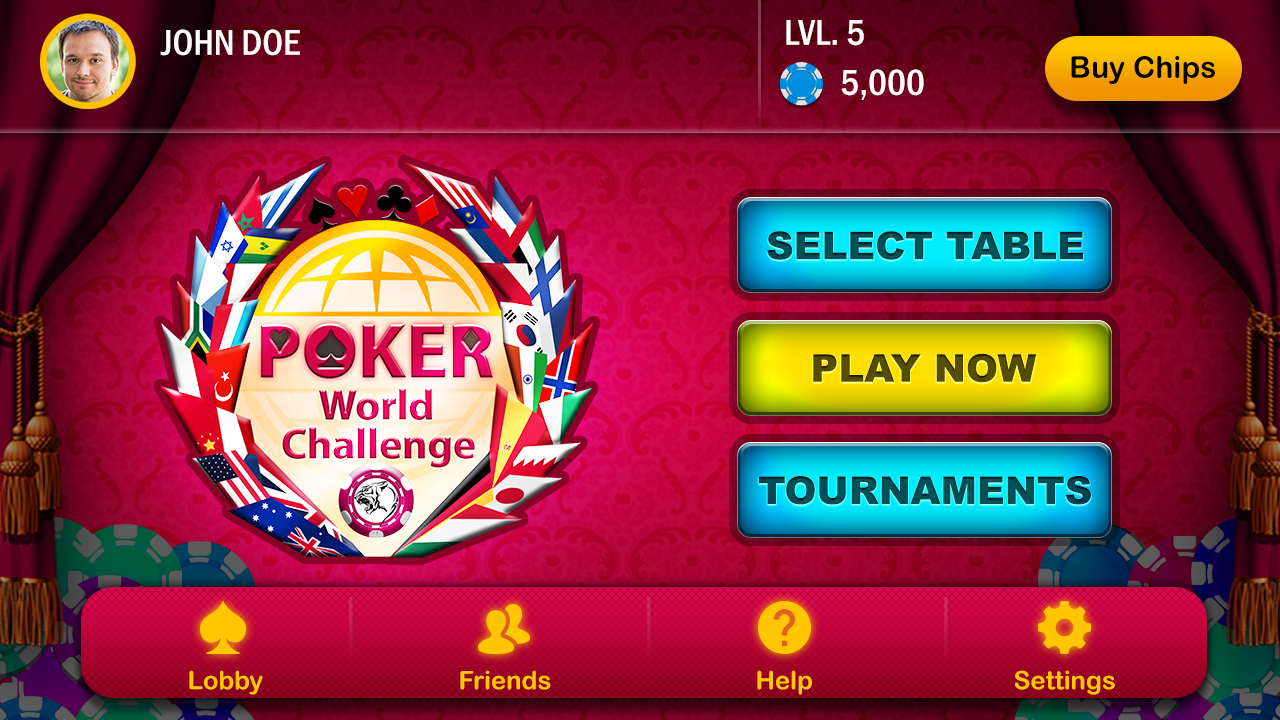 JOHN DOE
LVL. 5
5,000
Buy Chips
POKER
World
Challenge
SELECT TABLE
PLAY NOW
TOURNAMENTS
Lobby
Friends
?
Help
Settings